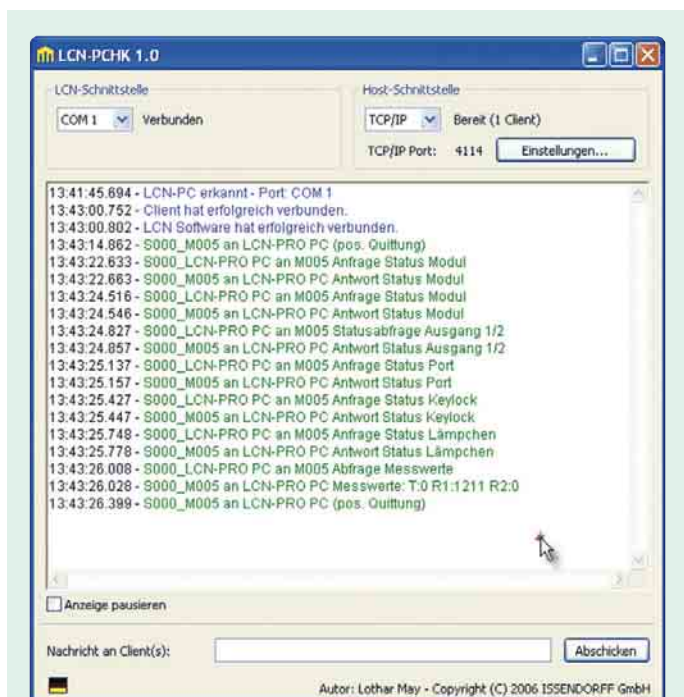 LCN-PCHK 1.0
LCN-Schnittstelle
Host-Schnittstelle
COM 1 Verbunden
TCP/IP Bereit (1 Client)
TCP/IP Port: 4114 Einstellungen...
13:41:45.694 - LCN-PC erkannt - Port: COM 1
13:43:00.752 - Client hat erfolgreich verbunden.
13:43:00.802 - LCN Software hat erfolgreich verbunden.
13:43:14.862 - S000_M005 an LCN-PRO PC (pos. Quittung)
13:43:22.633 - S000_LCN-PRO PC an M005 Anfrage Status Modul
13:43:22.663 - S000_M005 an LCN-PRO PC Antwort Status Modul
13:43:24.516 - S000_LCN-PRO PC an M005 Anfrage Status Modul
13:43:24.546 - S000_M005 an LCN-PRO PC Antwort Status Modul
13:43:24.827 - S000_LCN-PRO PC an M005 Statusabfrage Ausgang 1/2
13:43:24.857 - S000_M005 an LCN-PRO PC Antwort Status Ausgang 1/2
13:43:25.137 - S000_LCN-PRO PC an M005 Anfrage Status Port
13:43:25.157 - S000_M005 an LCN-PRO PC Antwort Status Port
13:43:25.427 - S000_LCN-PRO PC an M005 Anfrage Status Keylock
13:43:25.447 - S000_M005 an LCN-PRO PC Antwort Status Keylock
13:43:25.748 - S000_LCN-PRO PC an M005 Anfrage Status Lämpchen
13:43:25.778 - S000_M005 an LCN-PRO PC Antwort Status Lämpchen
13:43:26.008 - S000_LCN-PRO PC an M005 Abfrage Messwerte
13:43:26.028 - S000_M005 an LCN-PRO PC Messwerte: T:0 R1:1211 R2:0
13:43:26.399 - S000_M005 an LCN-PRO PC (pos. Quittung)
Anzeige pausieren
Nachricht an Client(s): Abschicken
Autor: Lothar May - Copyright (C) 2006 ISSENDORFF GmbH